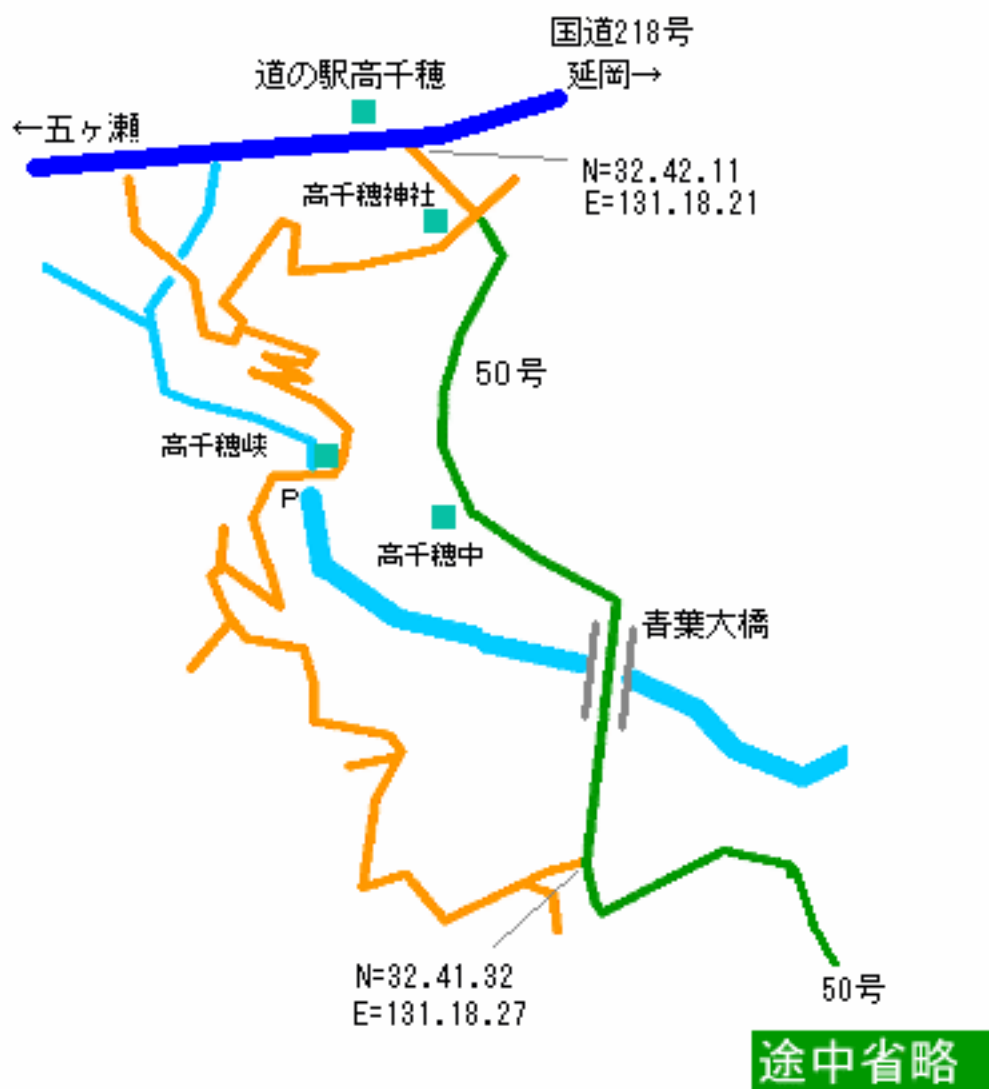 国道218号
延岡→
道の駅高千穂
←五ヶ瀬
N=32.42.11
E=131.18.21
高千穂神社
50号
高千穂峡
P
高千穂中
青葉大橋
N=32.41.32
E=131.18.27
50号
途中省略